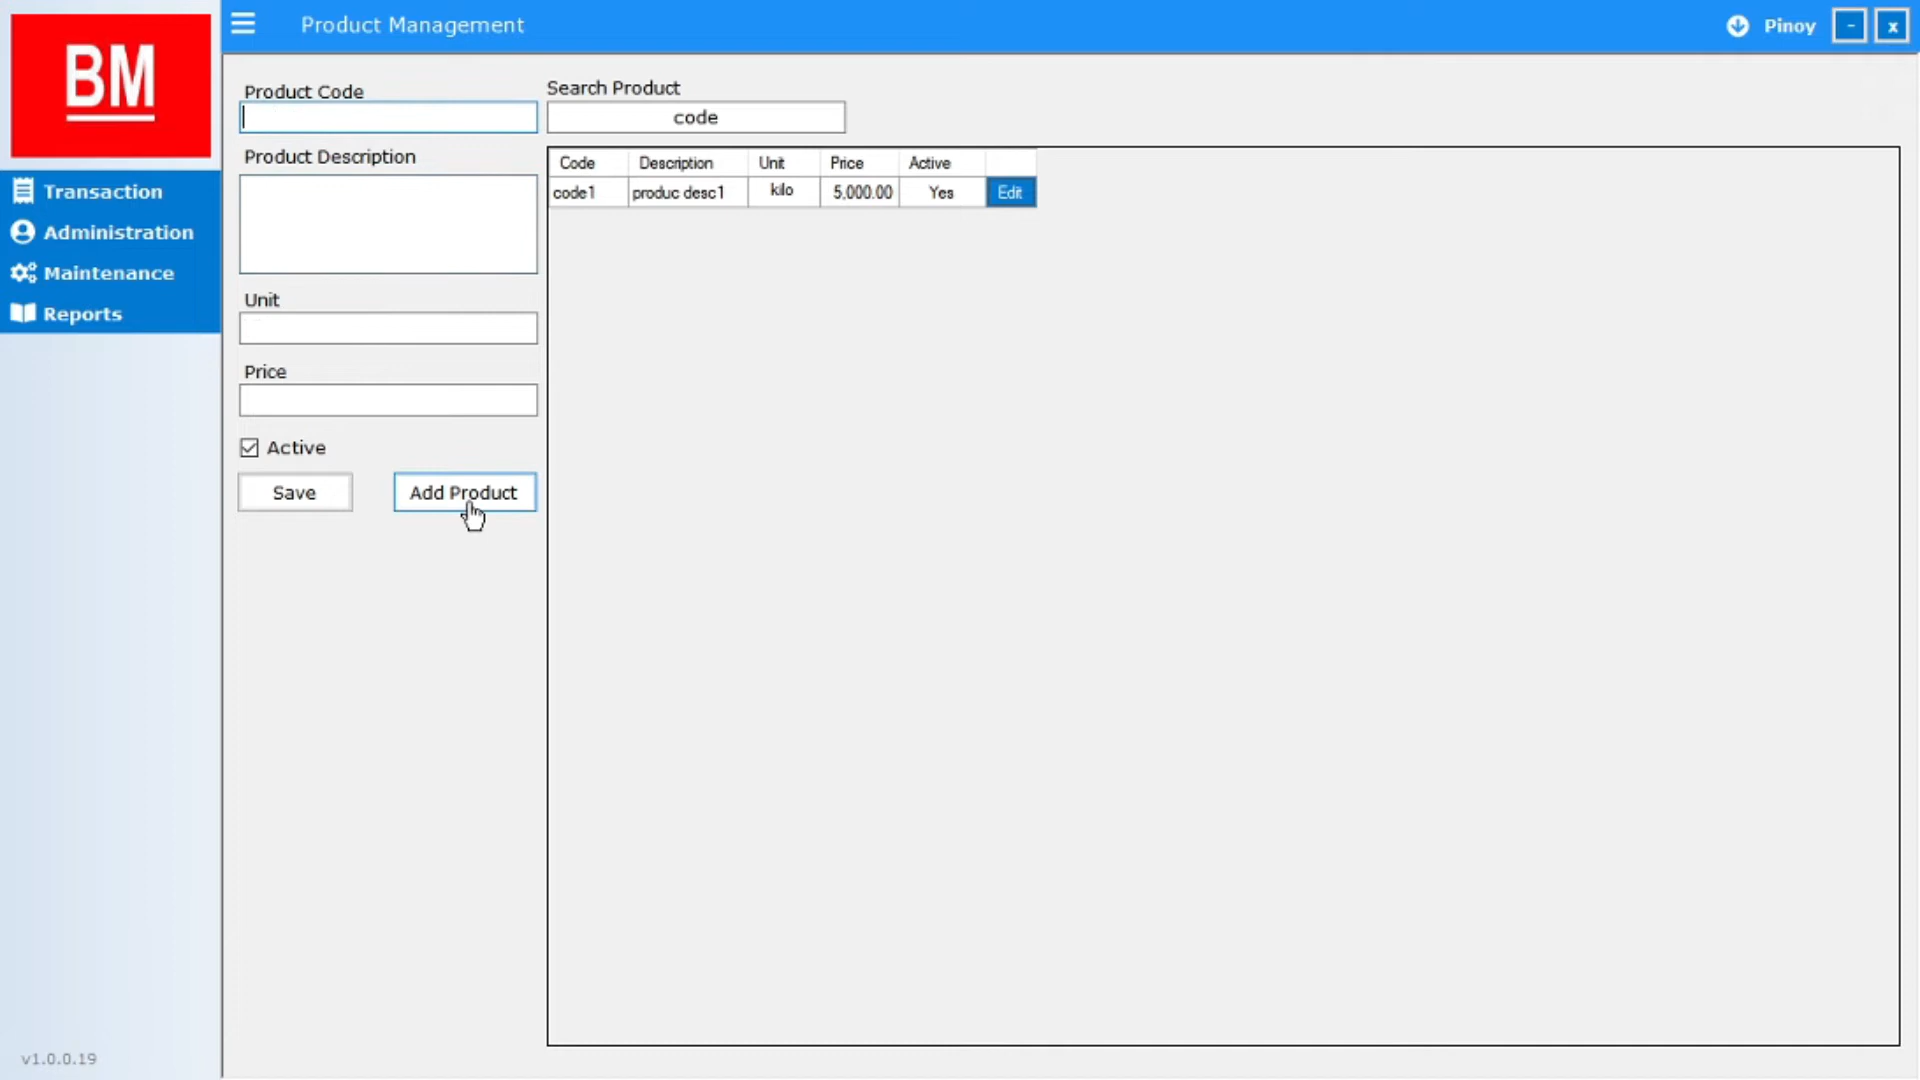 BM
Product Management
Pinoy
-
x
Transaction
Administration
Maintenance
Reports
v1.0.0.19
Product Code
Product Description
Unit
Price
Active
Save
Add Product
Search Product
code
Code Description Unit Price Active
code1 produc desc1 kilo 5,000.00 Yes Edit